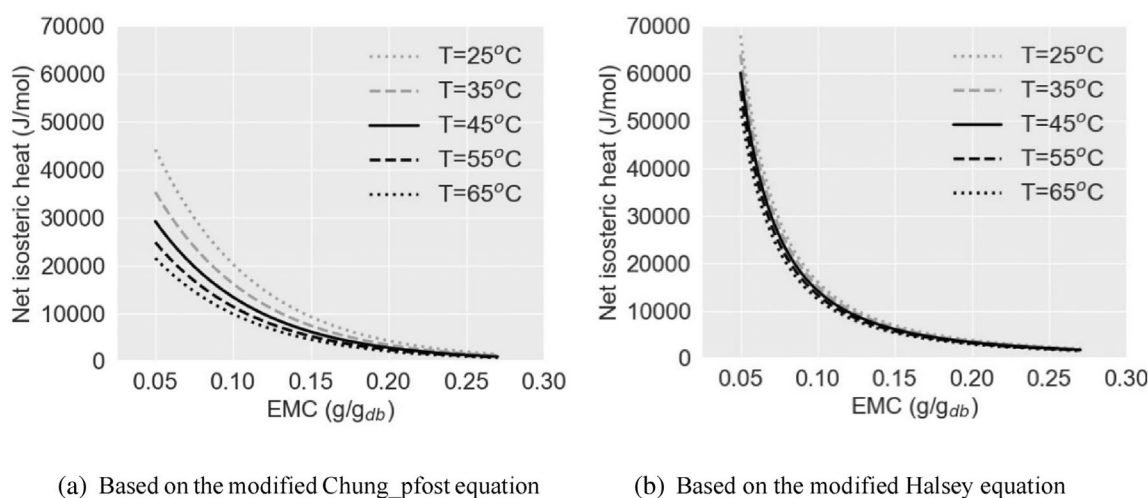 70000
60000
50000
40000
30000
20000
10000
0
Net isosteric heat (J/mol)
T=25°C
T=35°C
T=45°C
T=55°C
T=65°C
0.05 0.10 0.15 0.20 0.25 0.30
EMC (g/g_db)
(a) Based on the modified Chung_pfost equation
70000
60000
50000
40000
30000
20000
10000
0
Net isosteric heat (J/mol)
T=25°C
T=35°C
T=45°C
T=55°C
T=65°C
0.05 0.10 0.15 0.20 0.25 0.30
EMC (g/g_db)
(b) Based on the modified Halsey equation